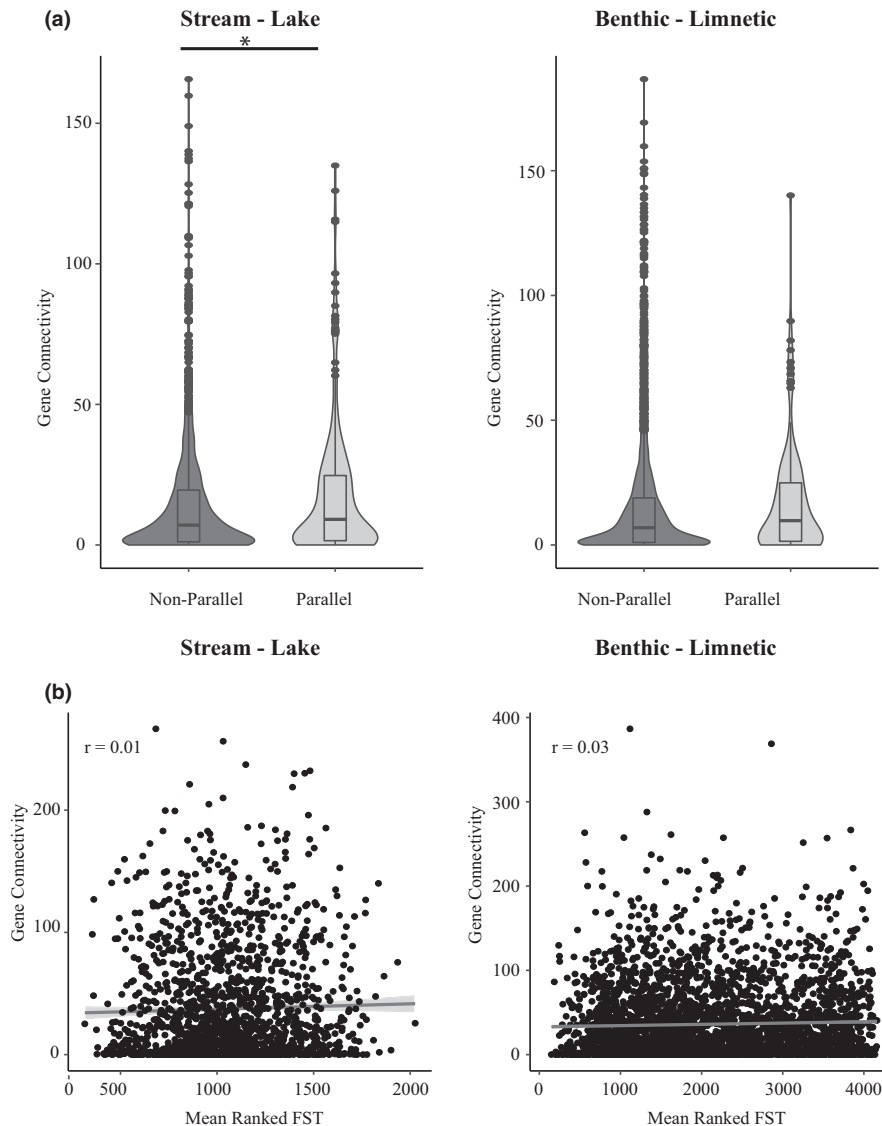 (a)
Stream - Lake
*
Gene Connectivity
150
100
50
0
Non-Parallel
Parallel
Benthic - Limnetic
Gene Connectivity
150
100
50
0
Non-Parallel
Parallel
(b)
Stream - Lake
r = 0.01
Gene Connectivity
200
100
0
0
500
1000
1500
2000
Mean Ranked FST
Benthic - Limnetic
r = 0.03
Gene Connectivity
400
300
200
100
0
0
1000
2000
3000
4000
Mean Ranked FST